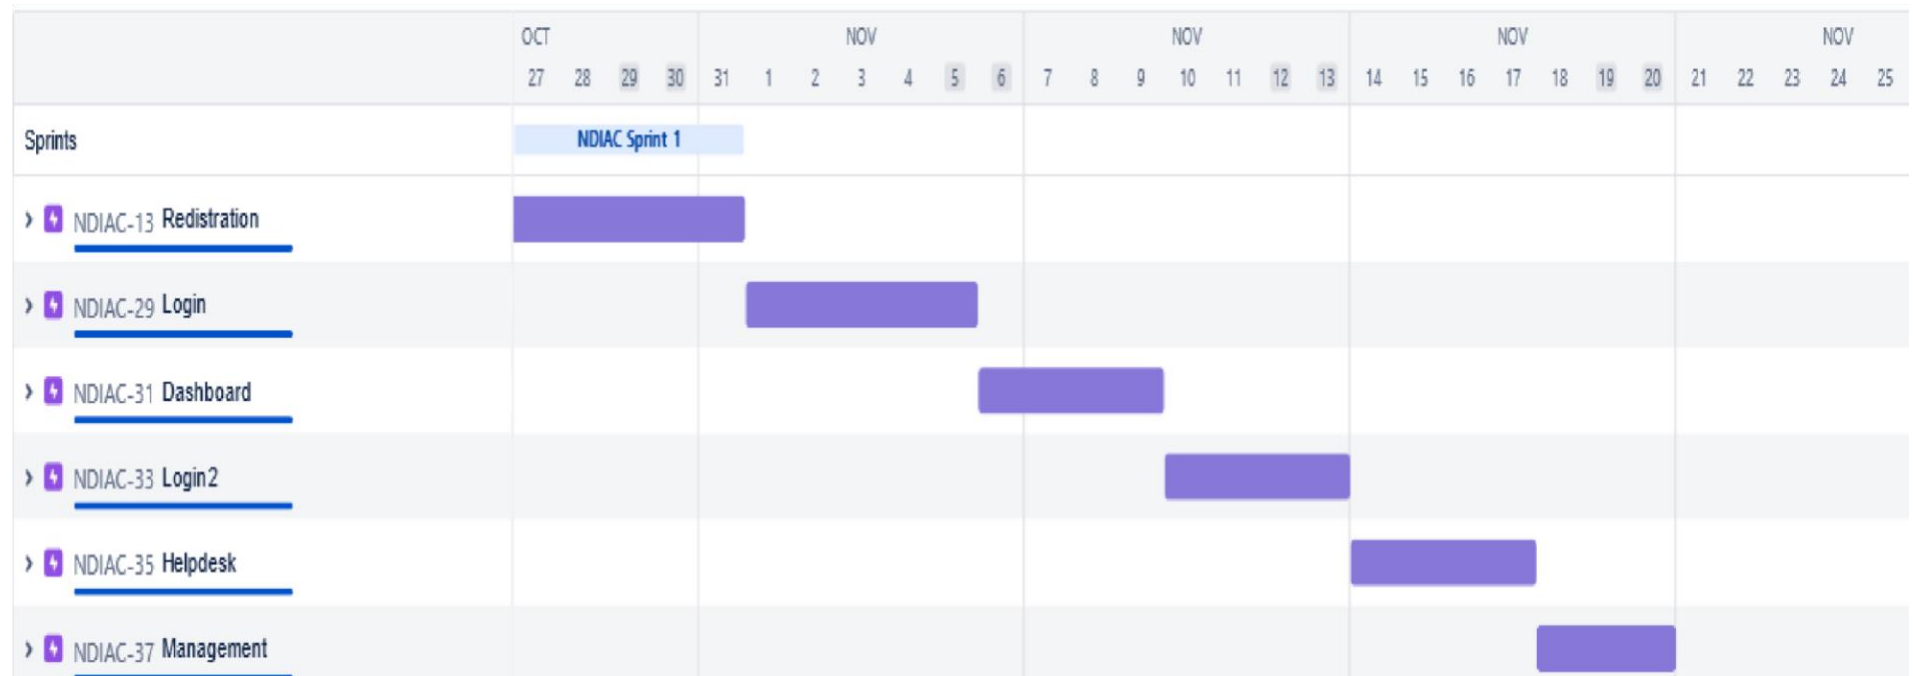 OCT NOV NOV NOV NOV
27 28 29 30 31 1 2 3 4 5 6 7 8 9 10 11 12 13 14 15 16 17 18 19 20 21 22 23 24 25
Sprints NDIAC Sprint 1
NDIAC-13 Redistration
NDIAC-29 Login
NDIAC-31 Dashboard
NDIAC-33 Login2
NDIAC-35 Helpdesk
NDIAC-37 Management